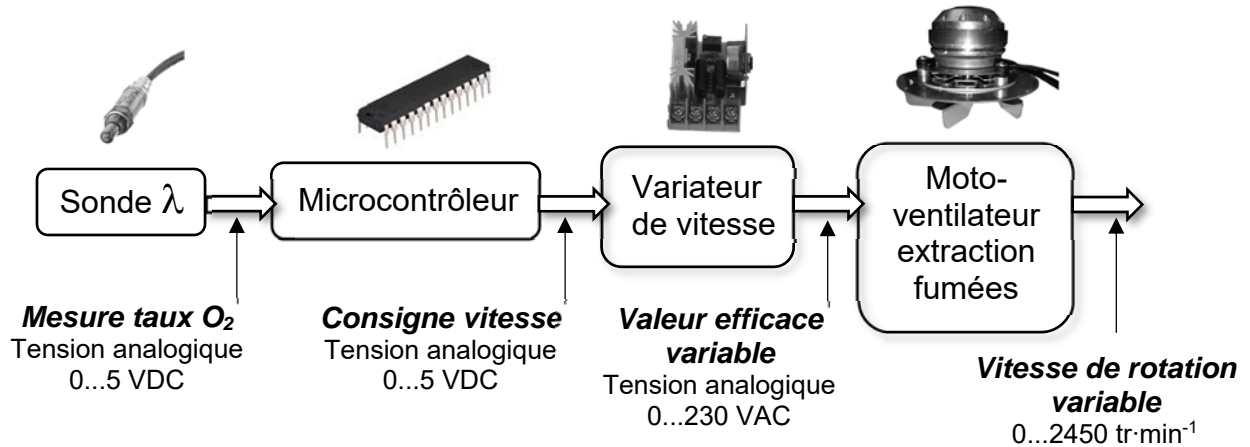 Sonde λ
Microcontrôleur
Variateur
de vitesse
Moto-
ventilateur
extraction
fumées
Mesure taux O₂
Tension analogique
0...5 VDC
Consigne vitesse
Tension analogique
0...5 VDC
Valeur efficace
variable
Tension analogique
0...230 VAC
Vitesse de rotation
variable
0...2450 tr·min⁻¹